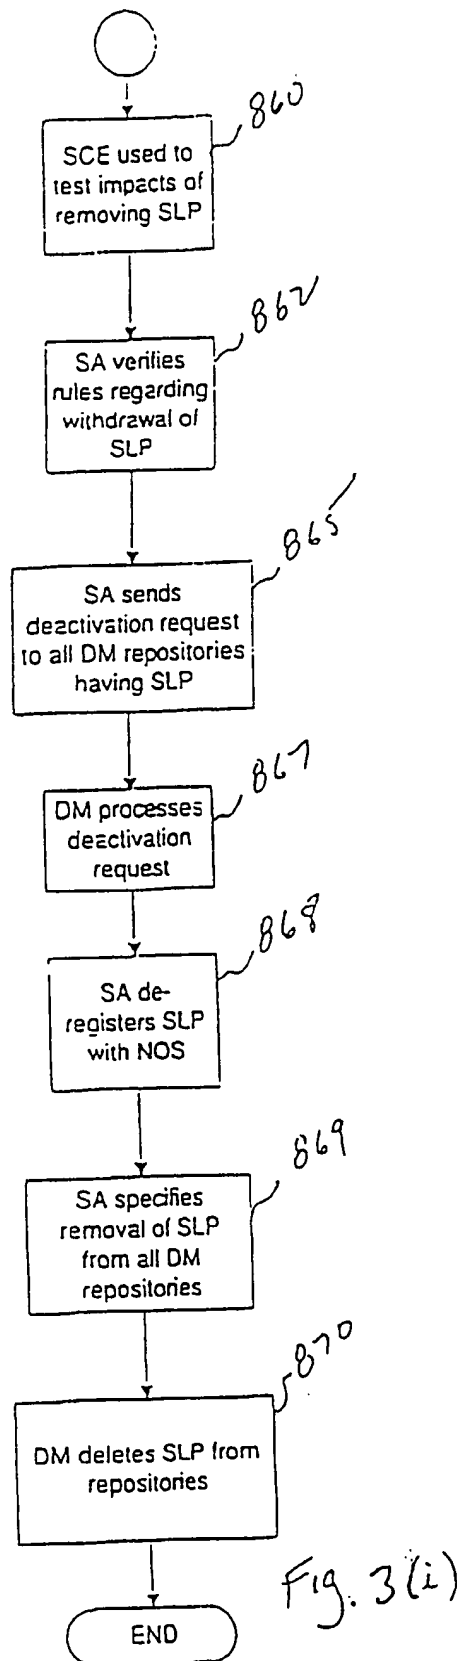 860
SCE used to
test impacts of
removing SLP
862
SA verifies
rules regarding
withdrawal of
SLP
865
SA sends
deactivation request
to all DM repositories
having SLP
867
DM processes
deactivation
request
868
SA de-
registers SLP
with NOS
869
SA specifies
removal of SLP
from all DM
repositories
870
DM deletes SLP from
repositories
END
Fig. 3(i)